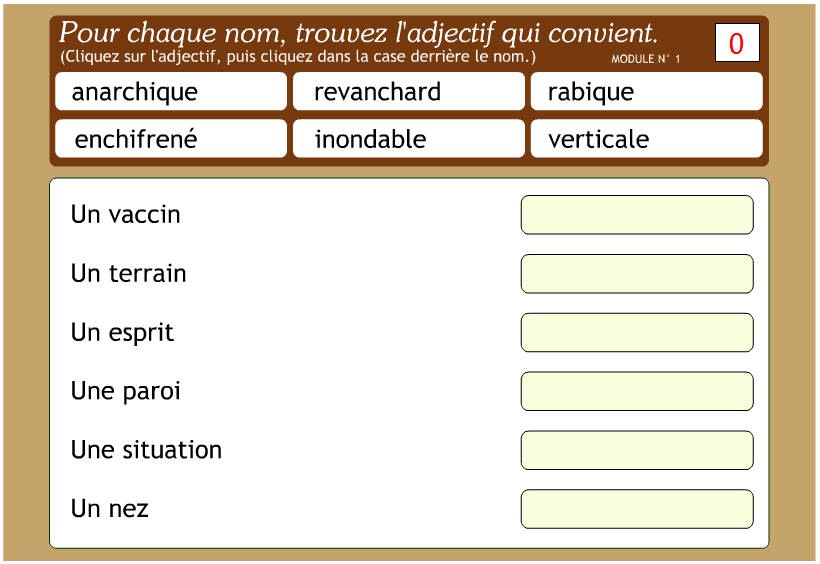 Pour chaque nom, trouvez l'adjectif qui convient.
0
(Cliquez sur l'adjectif, puis cliquez dans la case derrière le nom.)
MODULE N° 1
anarchique
revanchard
rabique
enchifrené
inondable
verticale
Un vaccin
Un terrain
Un esprit
Une paroi
Une situation
Un nez